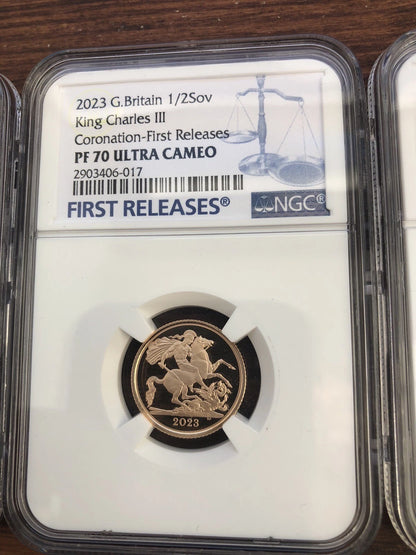 2023 G.Britain 1/2Sov
King Charles III
Coronation-First Releases
PF 70 ULTRA CAMEO
2903406-017
FIRST RELEASES®
NGC®
2023